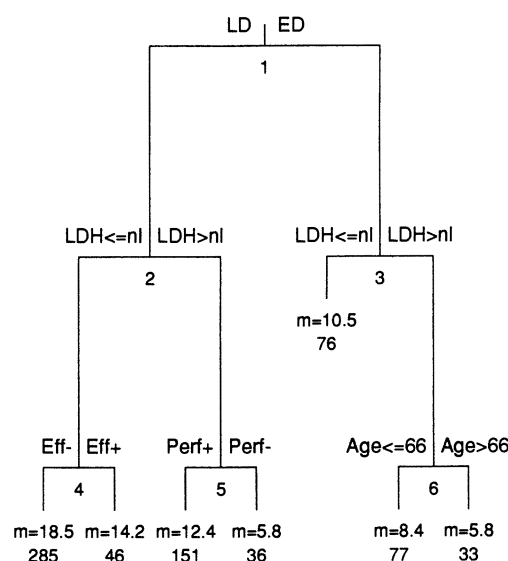 LD ED
1
LDH<=nl LDH>nl LDH<=nl LDH>nl
2 3
m=10.5
76
Eff- Eff+ Perf+ Perf- Age<=66 Age>66
4 5 6
m=18.5 m=14.2 m=12.4 m=5.8 m=8.4 m=5.8
285 46 151 36 77 33